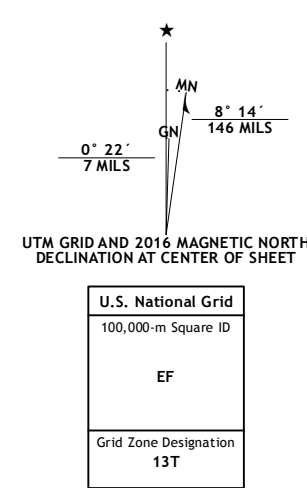 ★
MN
8° 14´
146 MILS
GN
0° 22´
7 MILS
UTM GRID AND 2016 MAGNETIC NORTH
DECLINATION AT CENTER OF SHEET
U.S. National Grid
100,000-m Square ID
EF
Grid Zone Designation
13T